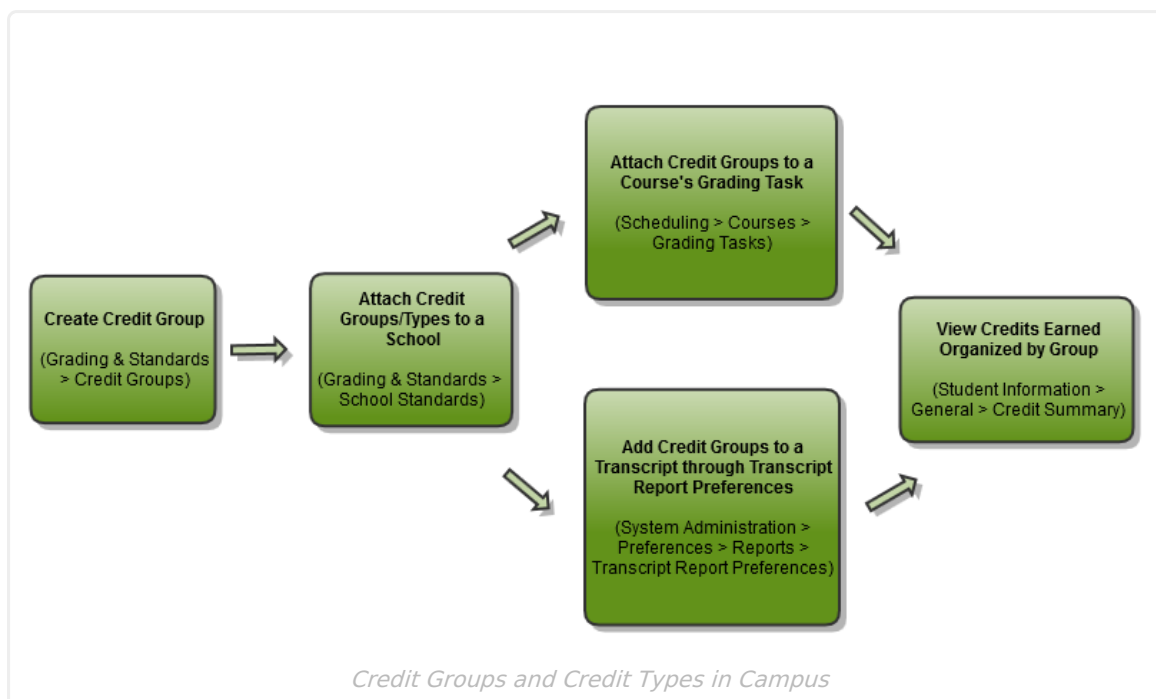 Create Credit Group
(Grading & Standards
> Credit Groups)
Attach Credit
Groups/Types to a
School
(Grading & Standards >
School Standards)
Attach Credit Groups to a
Course's Grading Task
(Scheduling > Courses >
Grading Tasks)
Add Credit Groups to a
Transcript through Transcript
Report Preferences
(System Administration >
Preferences > Reports >
Transcript Report Preferences)
View Credits Earned
Organized by Group
(Student Information >
General > Credit Summary)
Credit Groups and Credit Types in Campus